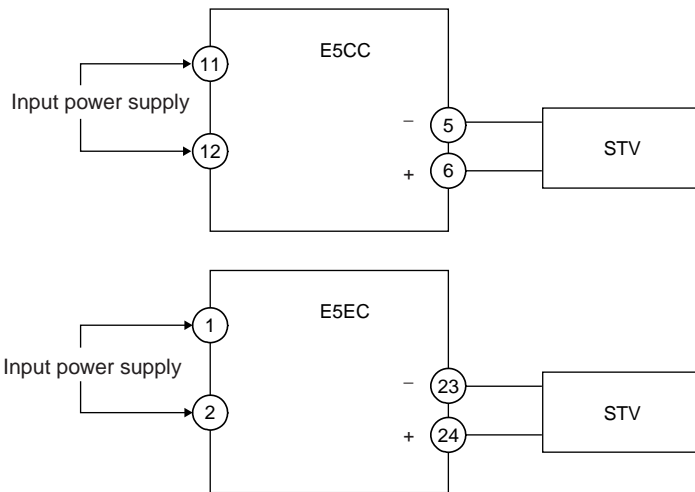 E5CC
11
Input power supply
12
– 5
+ 6
STV
E5EC
1
Input power supply
2
– 23
+ 24
STV